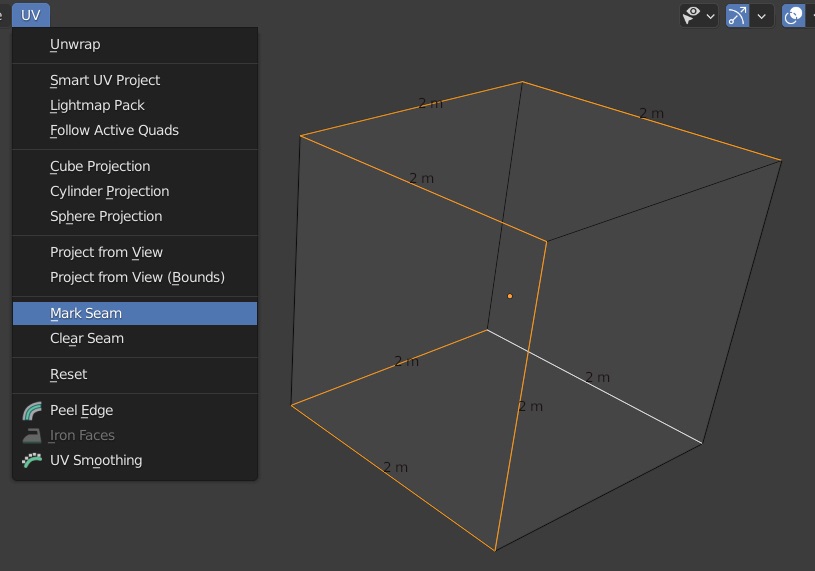 UV
Unwrap
Smart UV Project
Lightmap Pack
Follow Active Quads
Cube Projection
Cylinder Projection
Sphere Projection
Project from View
Project from View (Bounds)
Mark Seam
Clear Seam
Reset
Peel Edge
Iron Faces
UV Smoothing
2 m
2 m
2 m
2 m
2 m
2 m
2 m